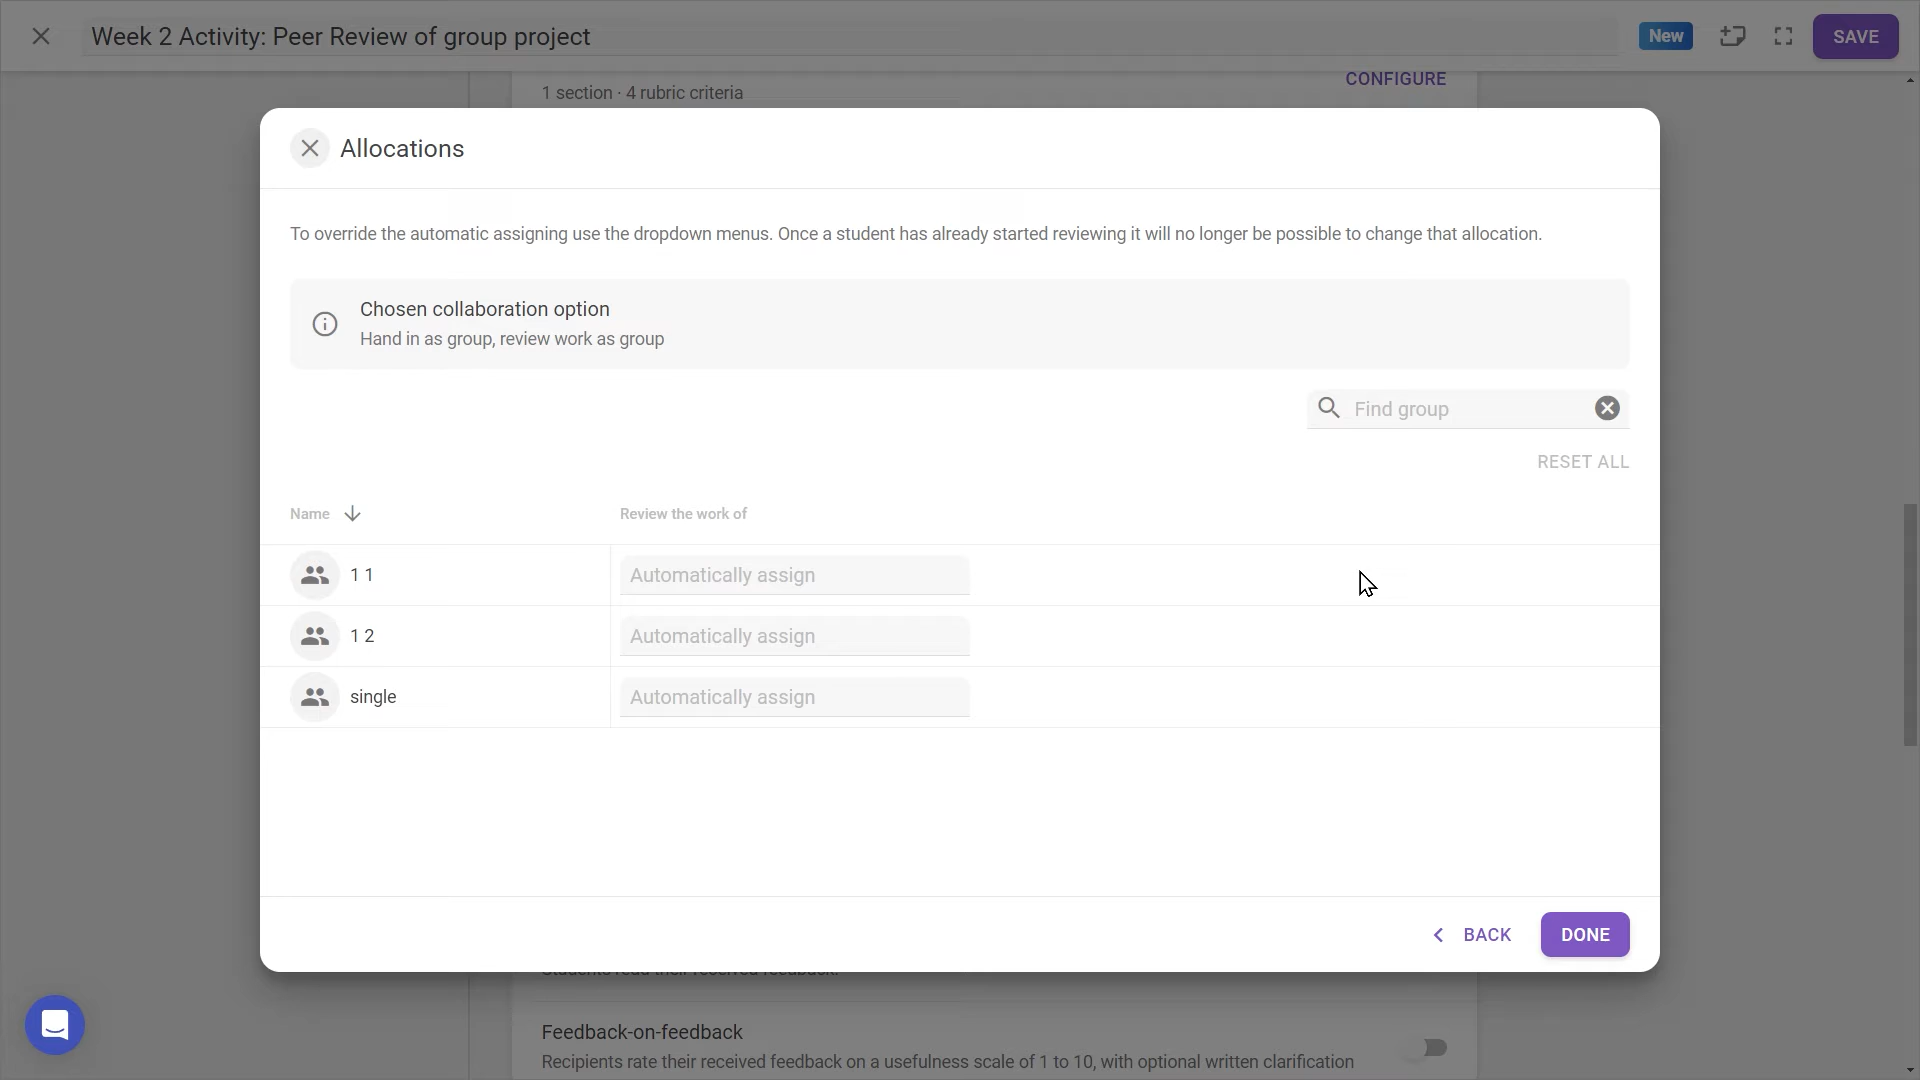 Week 2 Activity: Peer Review of group project
New
SAVE
CONFIGURE
1 section · 4 rubric criteria
Allocations
To override the automatic assigning use the dropdown menus. Once a student has already started reviewing it will no longer be possible to change that allocation.
Chosen collaboration option
Hand in as group, review work as group
Find group
RESET ALL
Name
Review the work of
1 1
Automatically assign
1 2
Automatically assign
single
Automatically assign
BACK
DONE
Students read their received feedback.
Feedback-on-feedback
Recipients rate their received feedback on a usefulness scale of 1 to 10, with optional written clarification